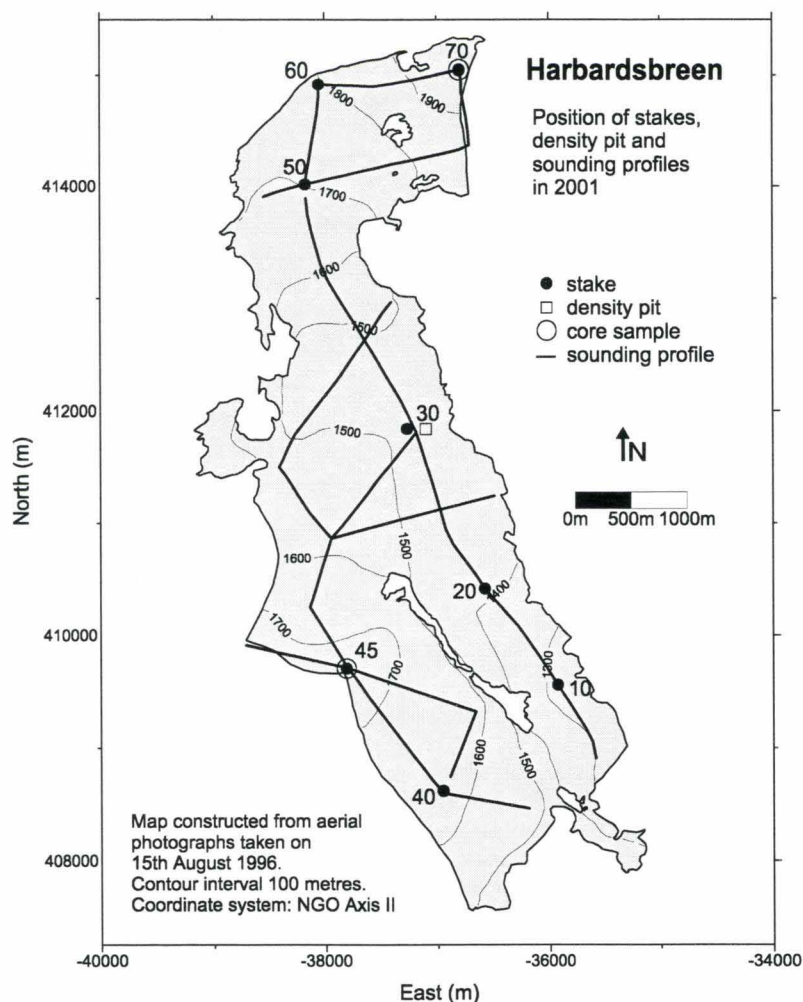 Harbardsbreen
Position of stakes,
density pit and
sounding profiles
in 2001
stake
density pit
core sample
sounding profile
N
0m 500m 1000m
60
70
1800
1900
50
1700
1600
1500
30
1500
1500
1600
20
1400
1700
45
1700
1300
10
1600
1500
40
Map constructed from aerial
photographs taken on
15th August 1996.
Contour interval 100 metres.
Coordinate system: NGO Axis II
North (m)
414000
412000
410000
408000
-40000 -38000 -36000 -34000
East (m)